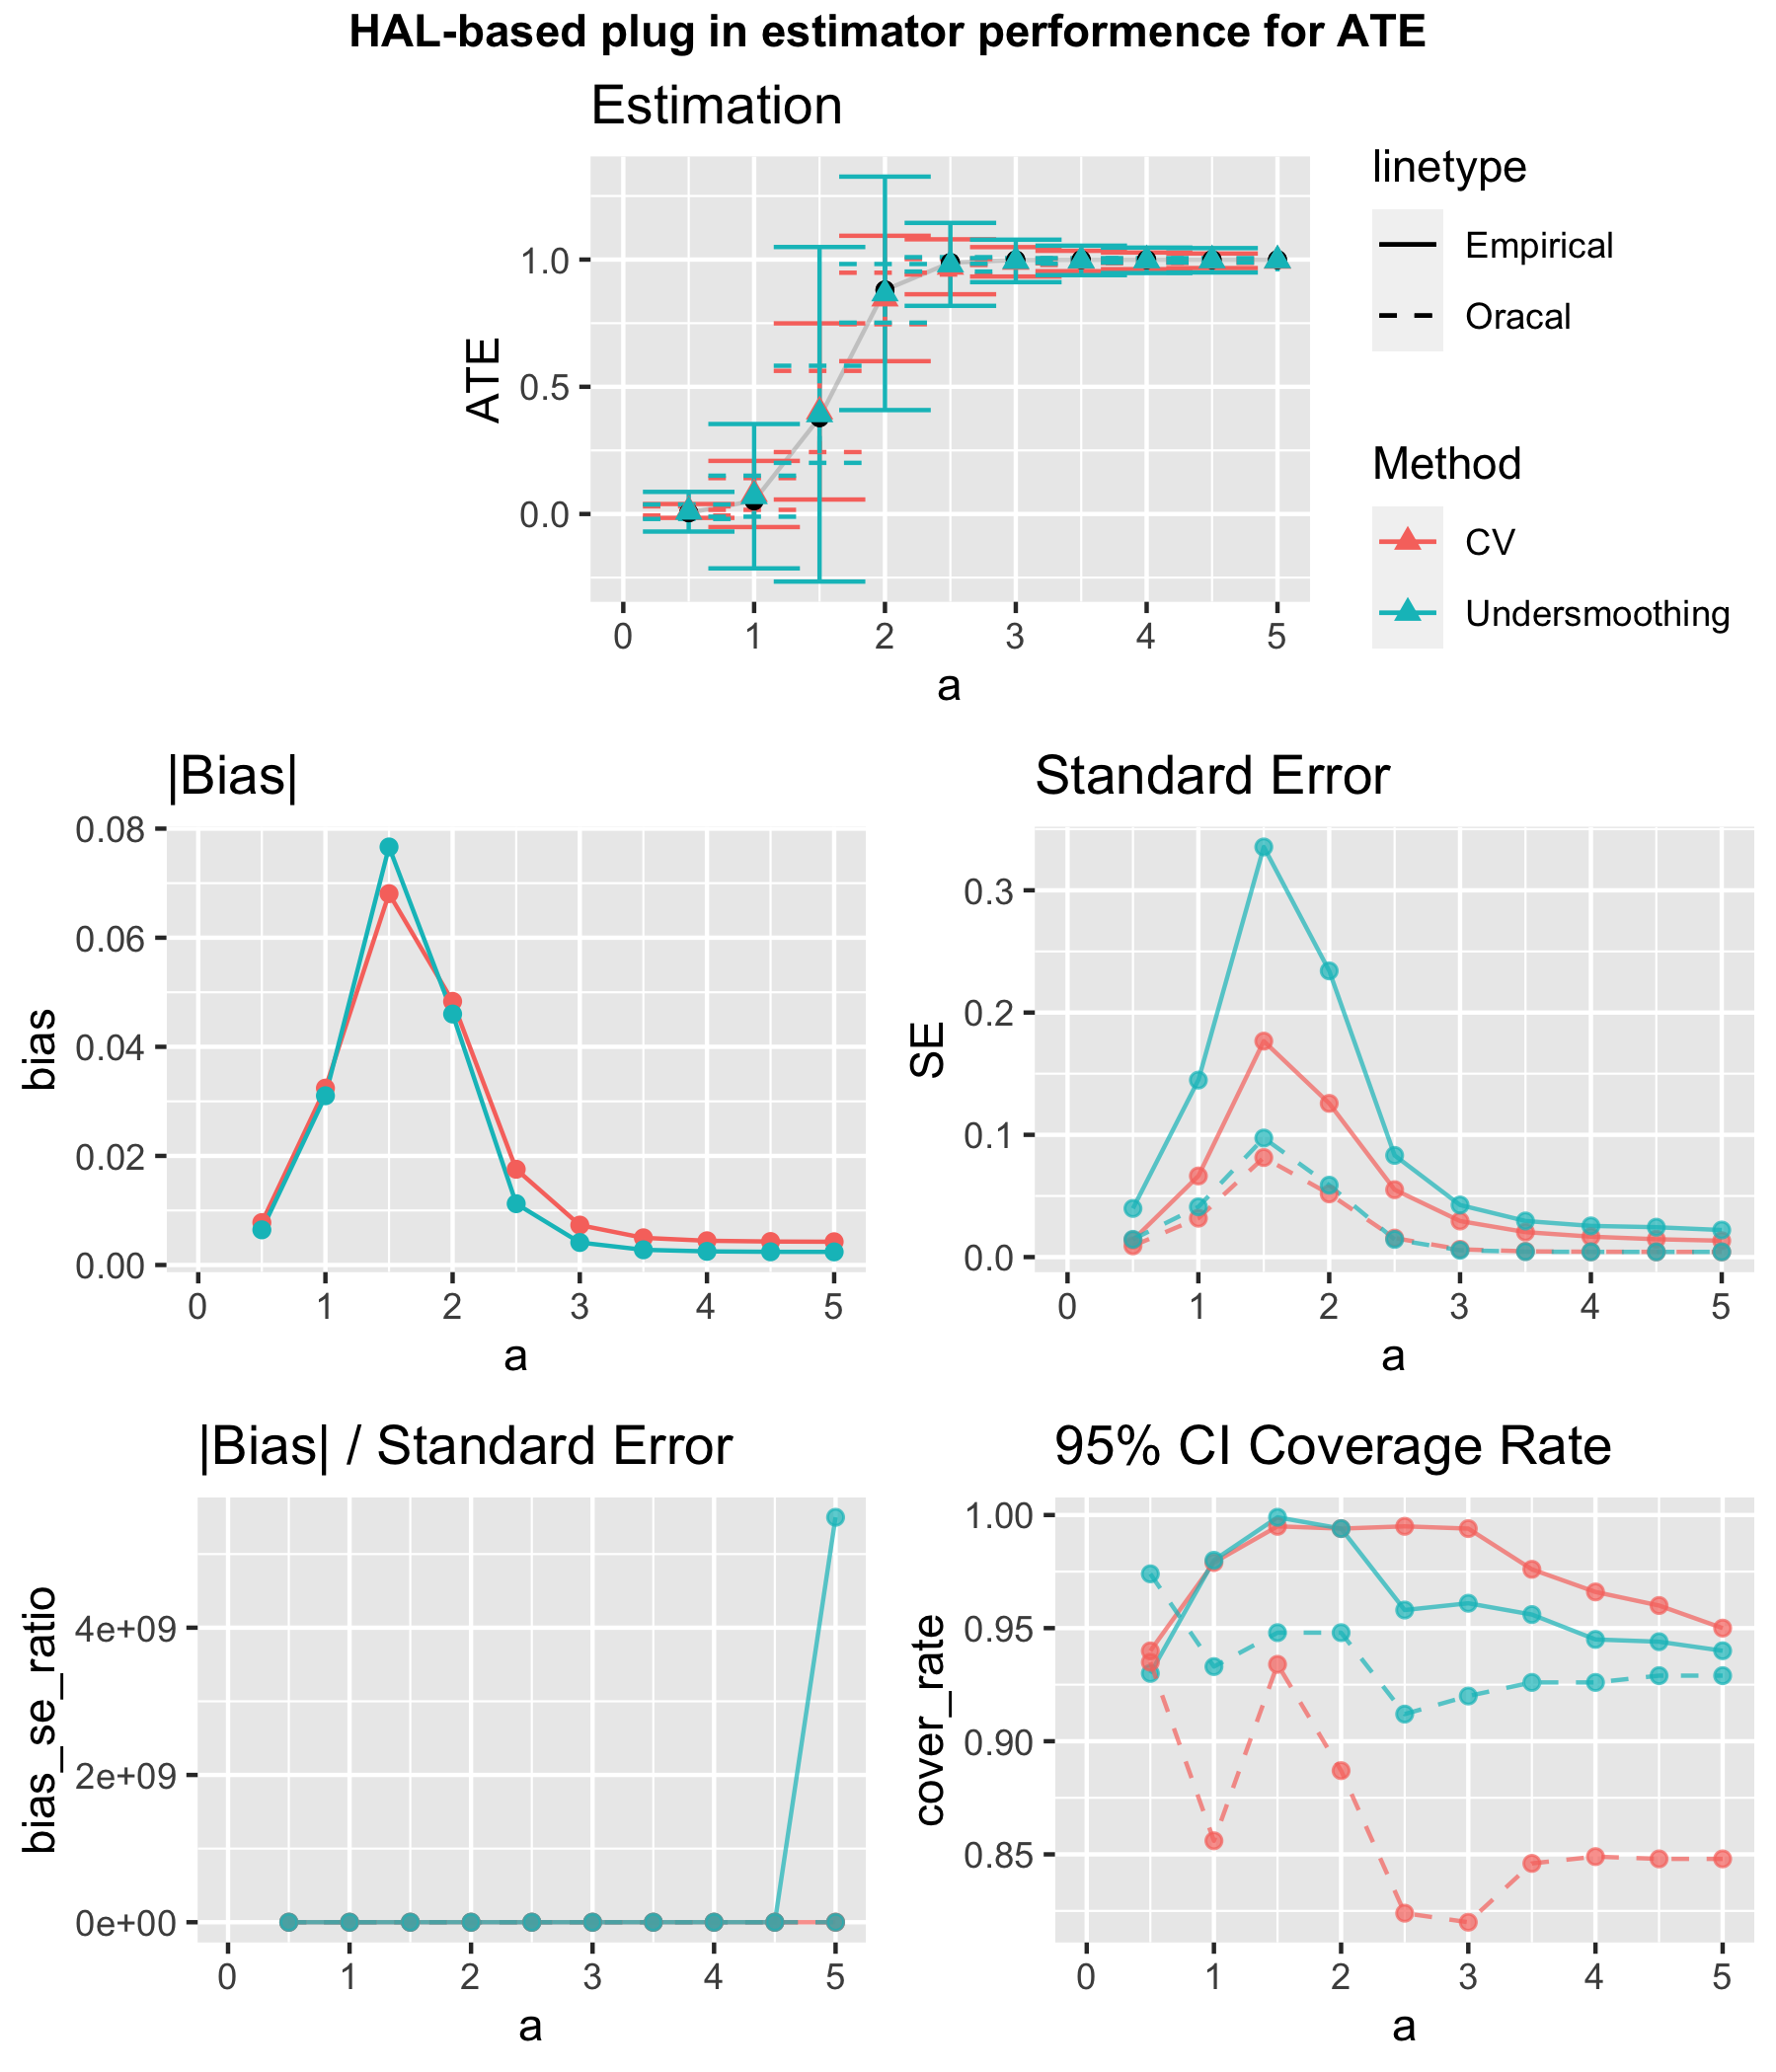 HAL-based plug in estimator performence for ATE
Estimation
ATE
1.0
0.5
0.0
0 1 2 3 4 5
a
linetype
Empirical
Oracal
Method
CV
Undersmoothing
|Bias|
bias
0.08
0.06
0.04
0.02
0.00
0 1 2 3 4 5
a
Standard Error
SE
0.3
0.2
0.1
0.0
0 1 2 3 4 5
a
|Bias| / Standard Error
bias_se_ratio
4e+09
2e+09
0e+00
0 1 2 3 4 5
a
95% CI Coverage Rate
cover_rate
1.00
0.95
0.90
0.85
0 1 2 3 4 5
a